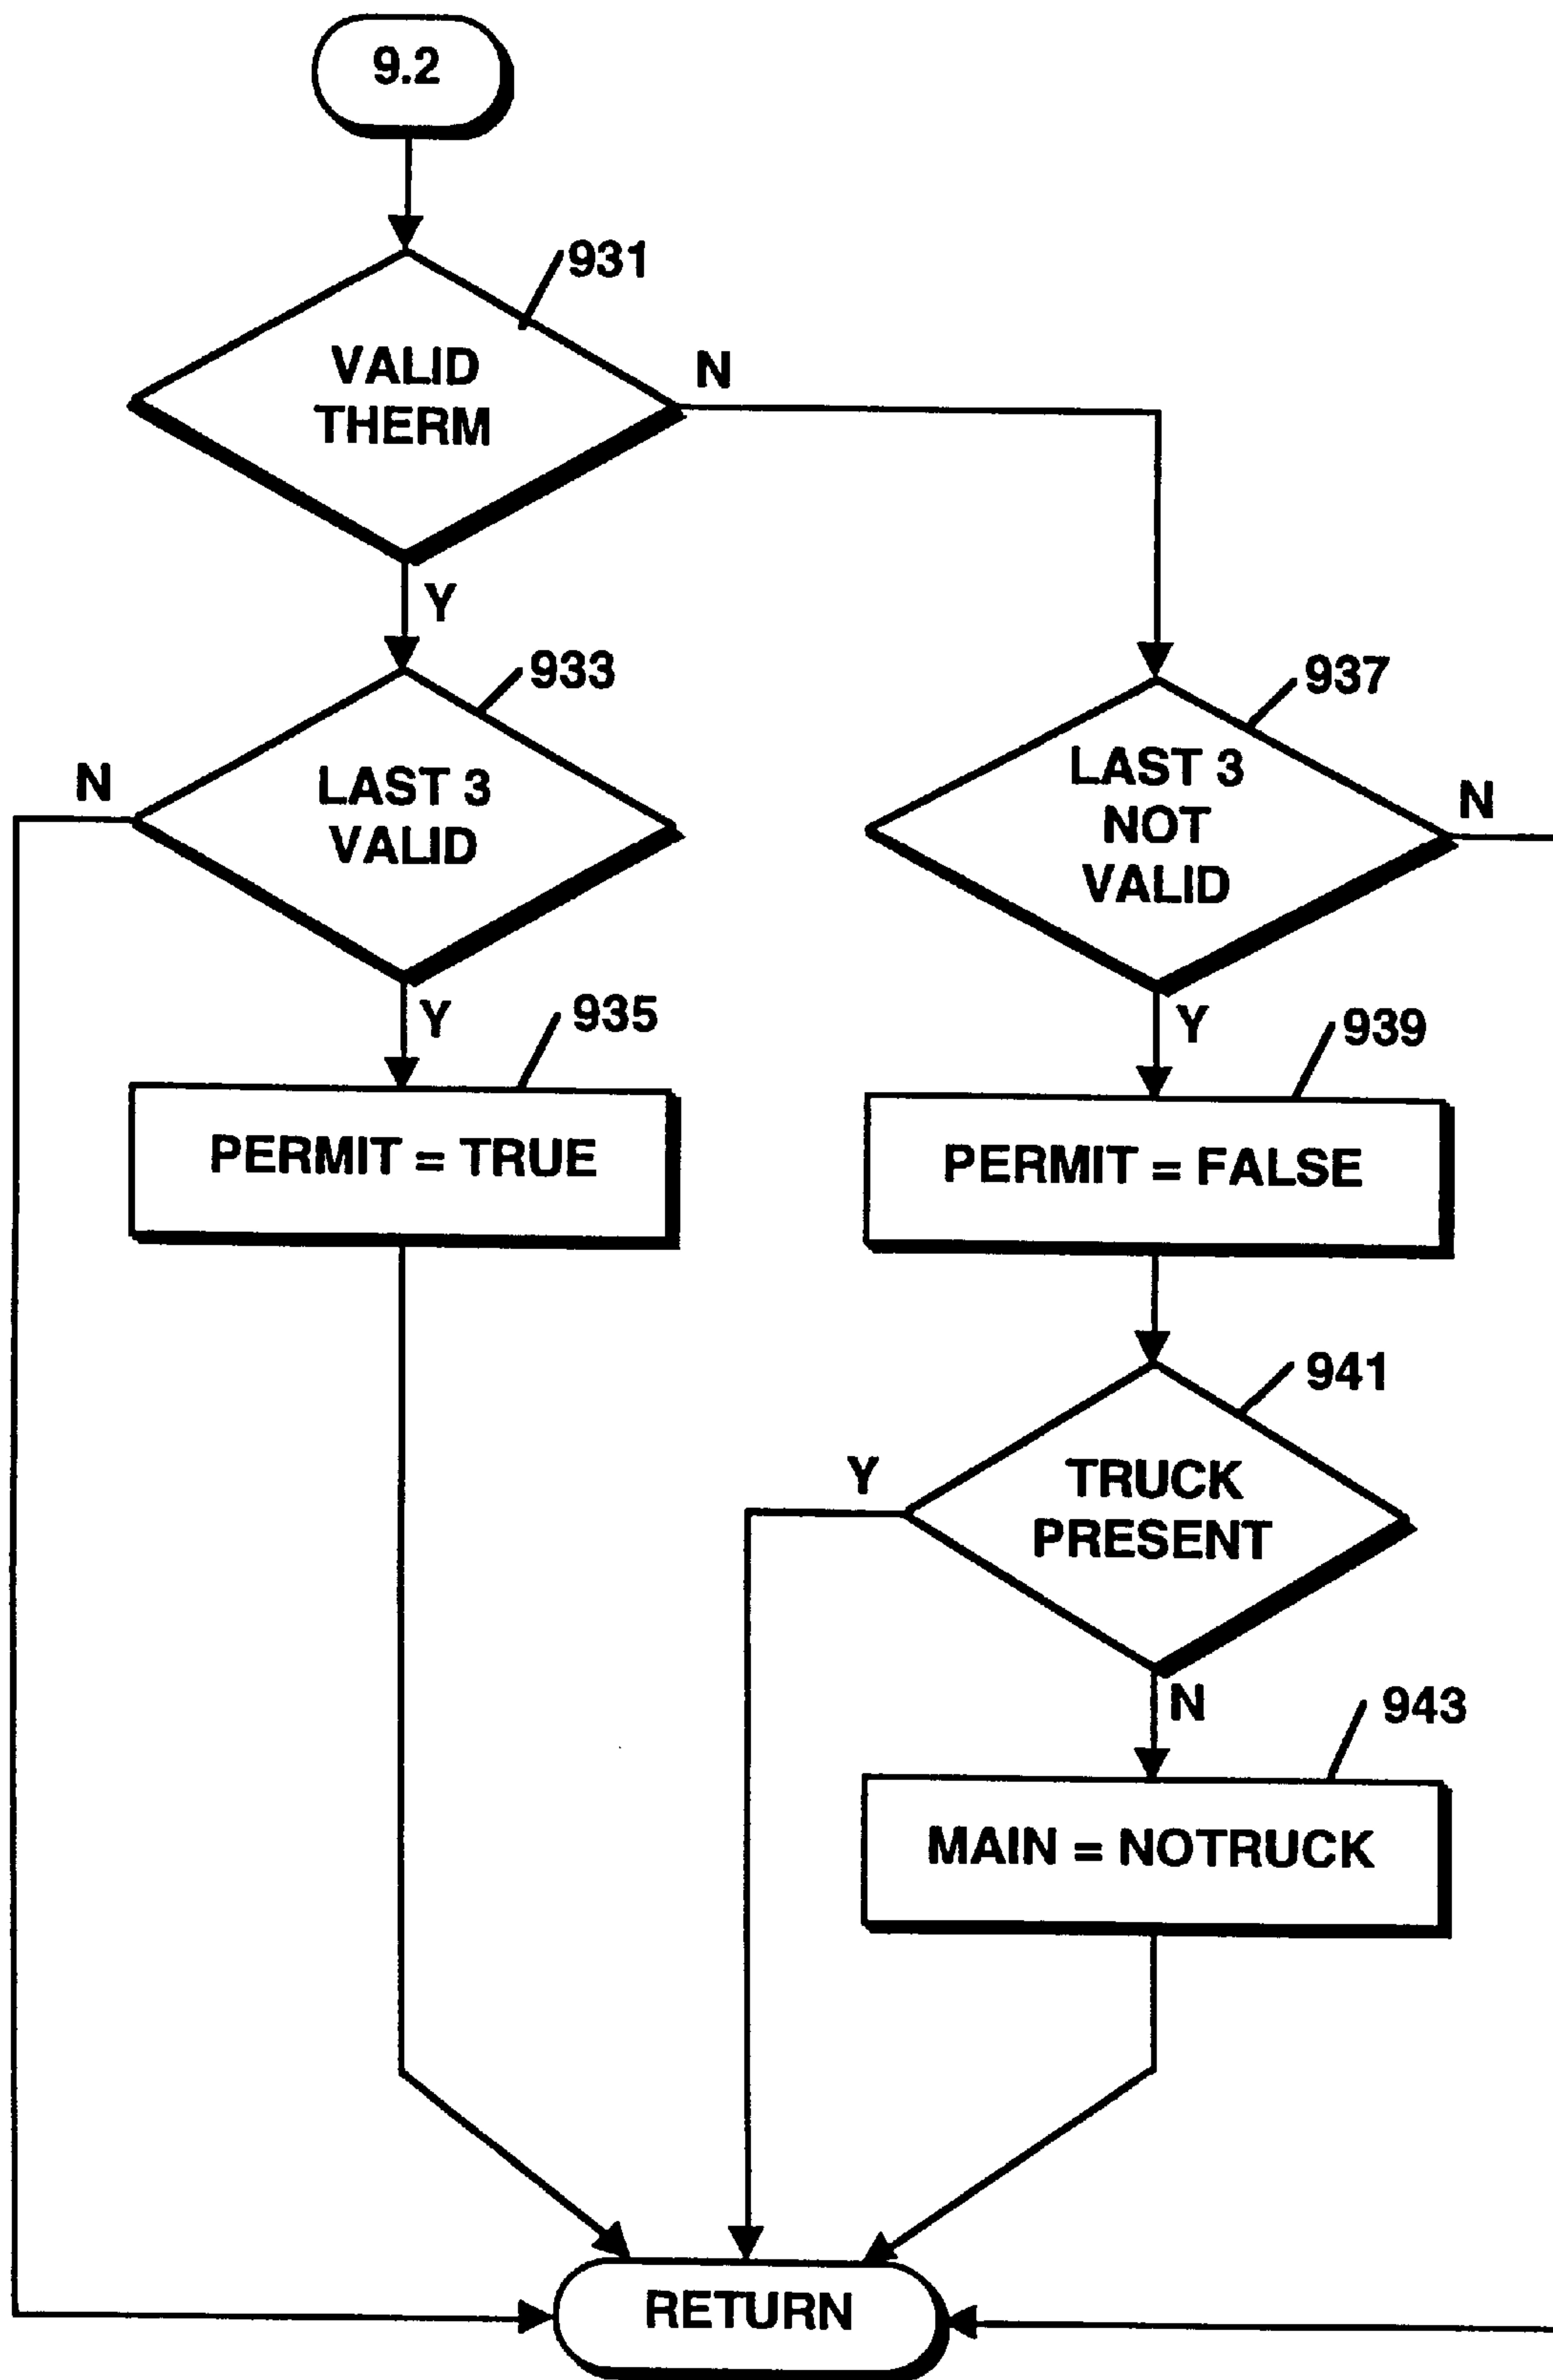 9.2
931
VALID
THERM
N
Y
933
937
N
LAST 3
VALID
LAST 3
NOT
VALID
N
Y
935
Y
939
PERMIT = TRUE
PERMIT = FALSE
941
Y
TRUCK
PRESENT
N
943
MAIN = NOTRUCK
RETURN